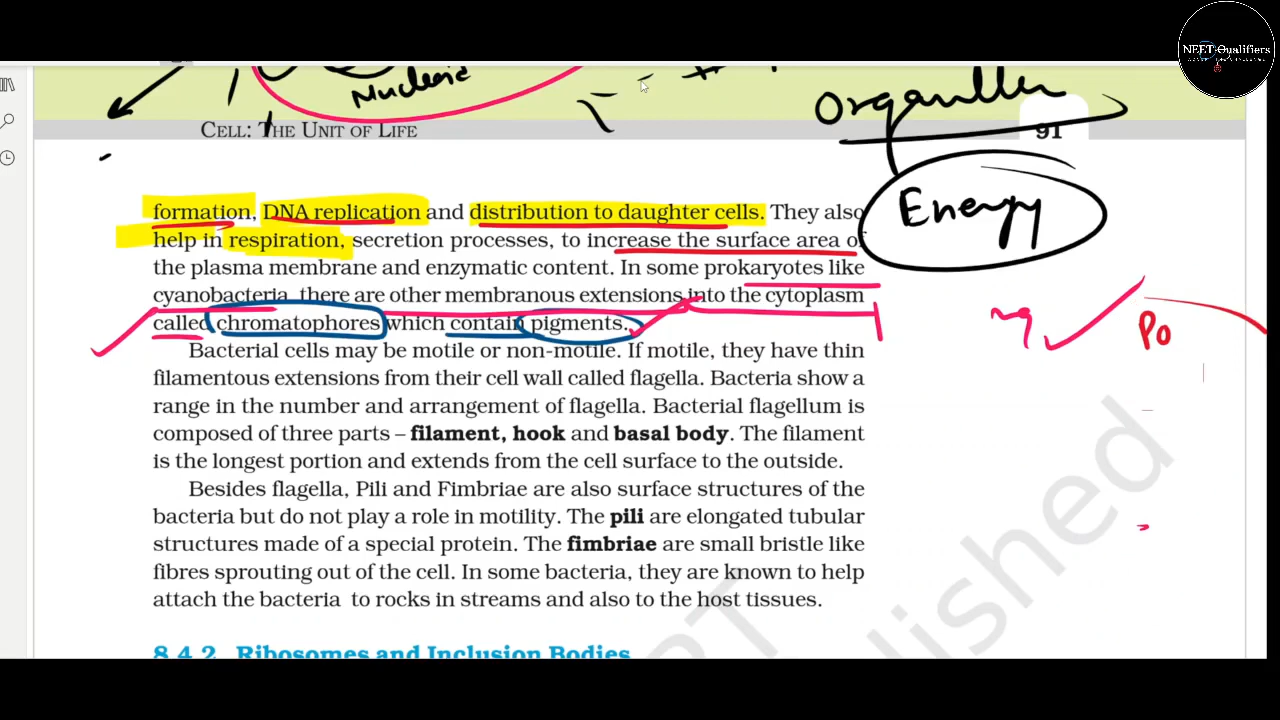 NEET-Qualifiers
Nucleic
Organelles
CELL: THE UNIT OF LIFE
91
formation, DNA replication and distribution to daughter cells. They also
help in respiration, secretion processes, to increase the surface area of
the plasma membrane and enzymatic content. In some prokaryotes like
cyanobacteria, there are other membranous extensions into the cytoplasm
called chromatophores which contain pigments.
Energy
Po
Bacterial cells may be motile or non-motile. If motile, they have thin
filamentous extensions from their cell wall called flagella. Bacteria show a
range in the number and arrangement of flagella. Bacterial flagellum is
composed of three parts – filament, hook and basal body. The filament
is the longest portion and extends from the cell surface to the outside.
Besides flagella, Pili and Fimbriae are also surface structures of the
bacteria but do not play a role in motility. The pili are elongated tubular
structures made of a special protein. The fimbriae are small bristle like
fibres sprouting out of the cell. In some bacteria, they are known to help
attach the bacteria to rocks in streams and also to the host tissues.
8.4.2 Ribosomes and Inclusion Bodies